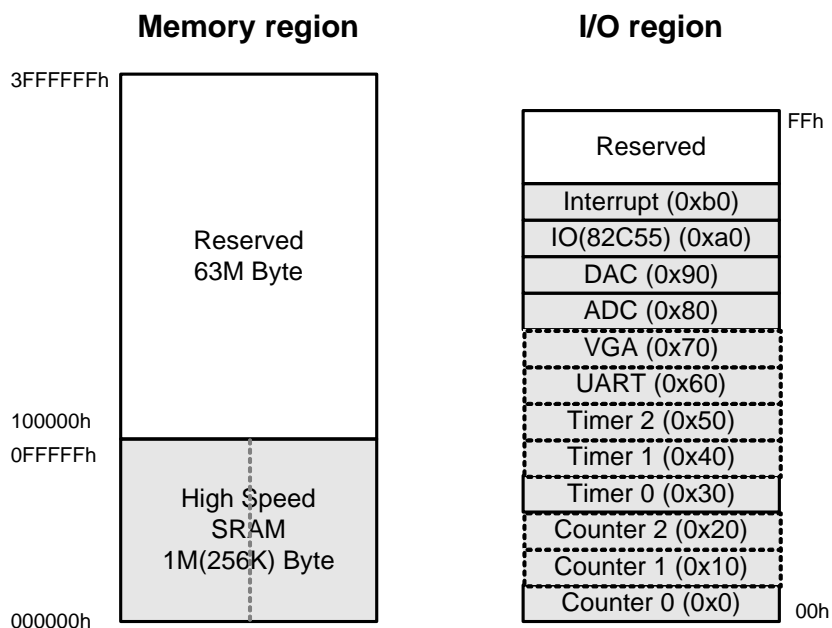 Memory region
3FFFFFFh
Reserved
63M Byte
100000h
0FFFFFh
High Speed
SRAM
1M(256K) Byte
000000h
I/O region
FFh
Reserved
Interrupt (0xb0)
IO(82C55) (0xa0)
DAC (0x90)
ADC (0x80)
VGA (0x70)
UART (0x60)
Timer 2 (0x50)
Timer 1 (0x40)
Timer 0 (0x30)
Counter 2 (0x20)
Counter 1 (0x10)
Counter 0 (0x0)
00h